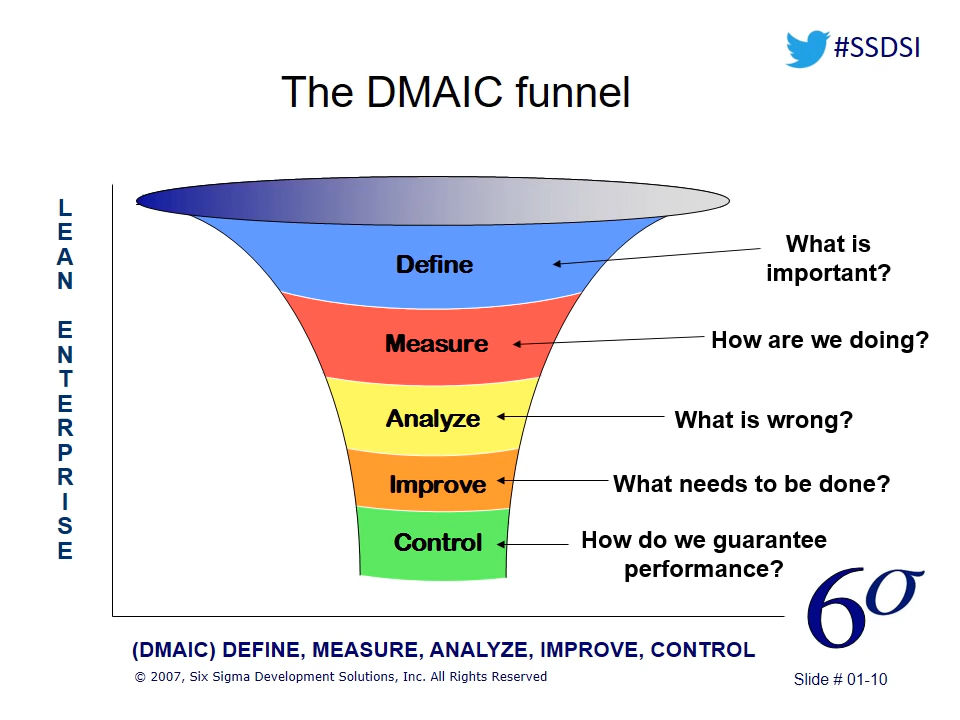 #SSDSI
The DMAIC funnel
LEAN ENTERPRISE
Define
What is
important?
Measure
How are we doing?
Analyze
What is wrong?
Improve
What needs to be done?
Control
How do we guarantee
performance?
6σ
(DMAIC) DEFINE, MEASURE, ANALYZE, IMPROVE, CONTROL
© 2007, Six Sigma Development Solutions, Inc. All Rights Reserved
Slide # 01-10